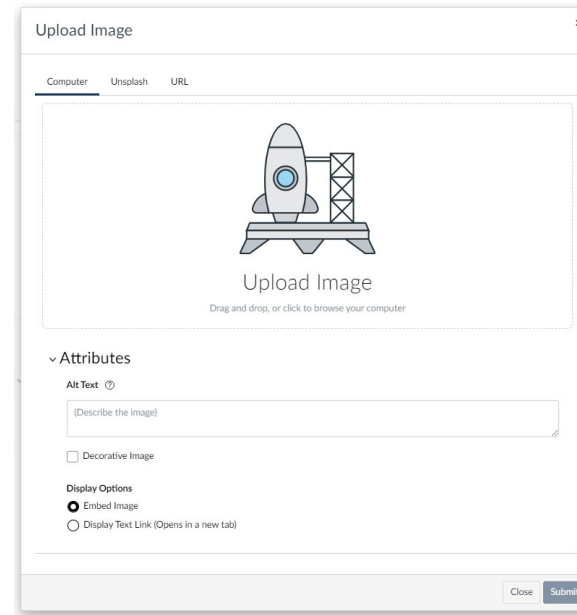 Upload Image
Computer Unsplash URL
Upload Image
Drag and drop, or click to browse your computer
Attributes
Alt Text
(Describe the image)
Decorative Image
Display Options
Embed Image
Display Text Link (Opens in a new tab)
Close Submit